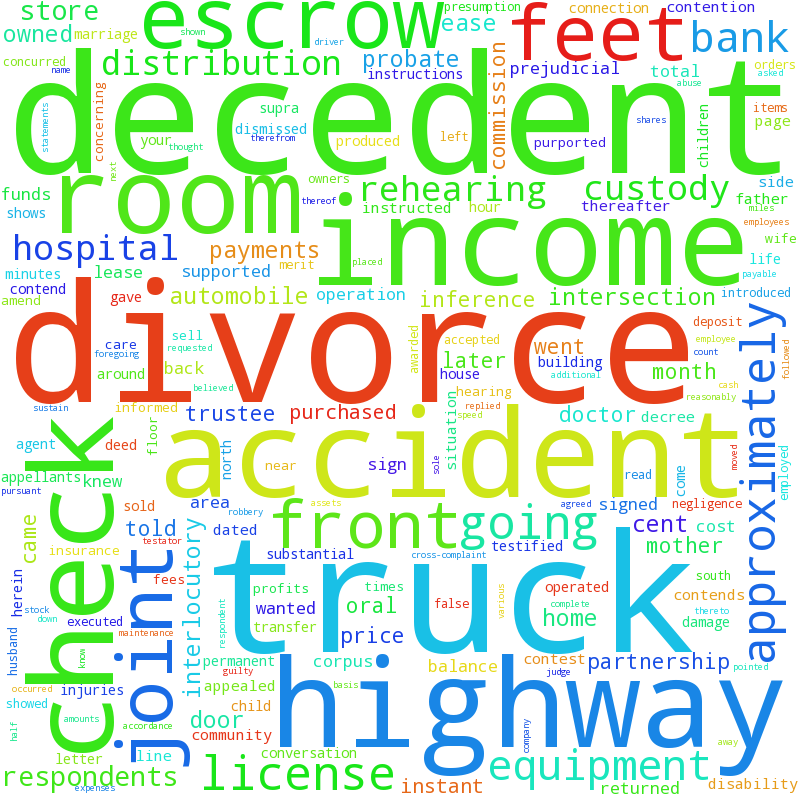 store
escrow
presumption
connection
contention
owned
marriage
shown
driver
ease
feet
bank
concurred
name
distribution
probate
instructions
commission
prejudicial
total
abuse
orders
asked
decedent
statements
concerning
supra
your
thought
dismissed
therefrom
produced
left
purported
shares
children
items
page
next
room
owners
thereof
rehearing
custody
side
funds
shows
instructed
hour
thereafter
father
miles
employees
wife
hospital
payments
income
placed
minutes
lease
supported
merit
life
payable
contend
amend
gave
automobile
operation
inference
intersection
introduced
divorce
deposit
care
foregoing
around
sell
requested
back
believed
awarded
accepted
later
house
went
building
additional
count
employee
month
cash
reasonably
followed
approximately
sustain
informed
trustee
purchased
hearing
replied
speed
situation
doctor
decree
accident
agent
deed
floor
north
near
sign
sole
read
come
moved
employed
appellants
knew
pursuant
check
sold
area
robbery
assets
agreed
signed
negligence
came
told
testator
dated
front
going
cent
cost
insurance
joint
interlocutory
substantial
cross-complaint
testified
mother
herein
fees
truck
profits
times
false
operated
south
contends
stock
down
executed
wanted
oral
various
complete
home
thereto
damage
husband
know
maintenance
respondent
transfer
price
permanent
guilty
corpus
basis
balance
contest
judge
partnership
pointed
occurred
injuries
appealed
highway
showed
amounts
child
door
half
accordance
community
company
away
letter
line
conversation
respondents
expenses
license
instant
equipment
returned
disability